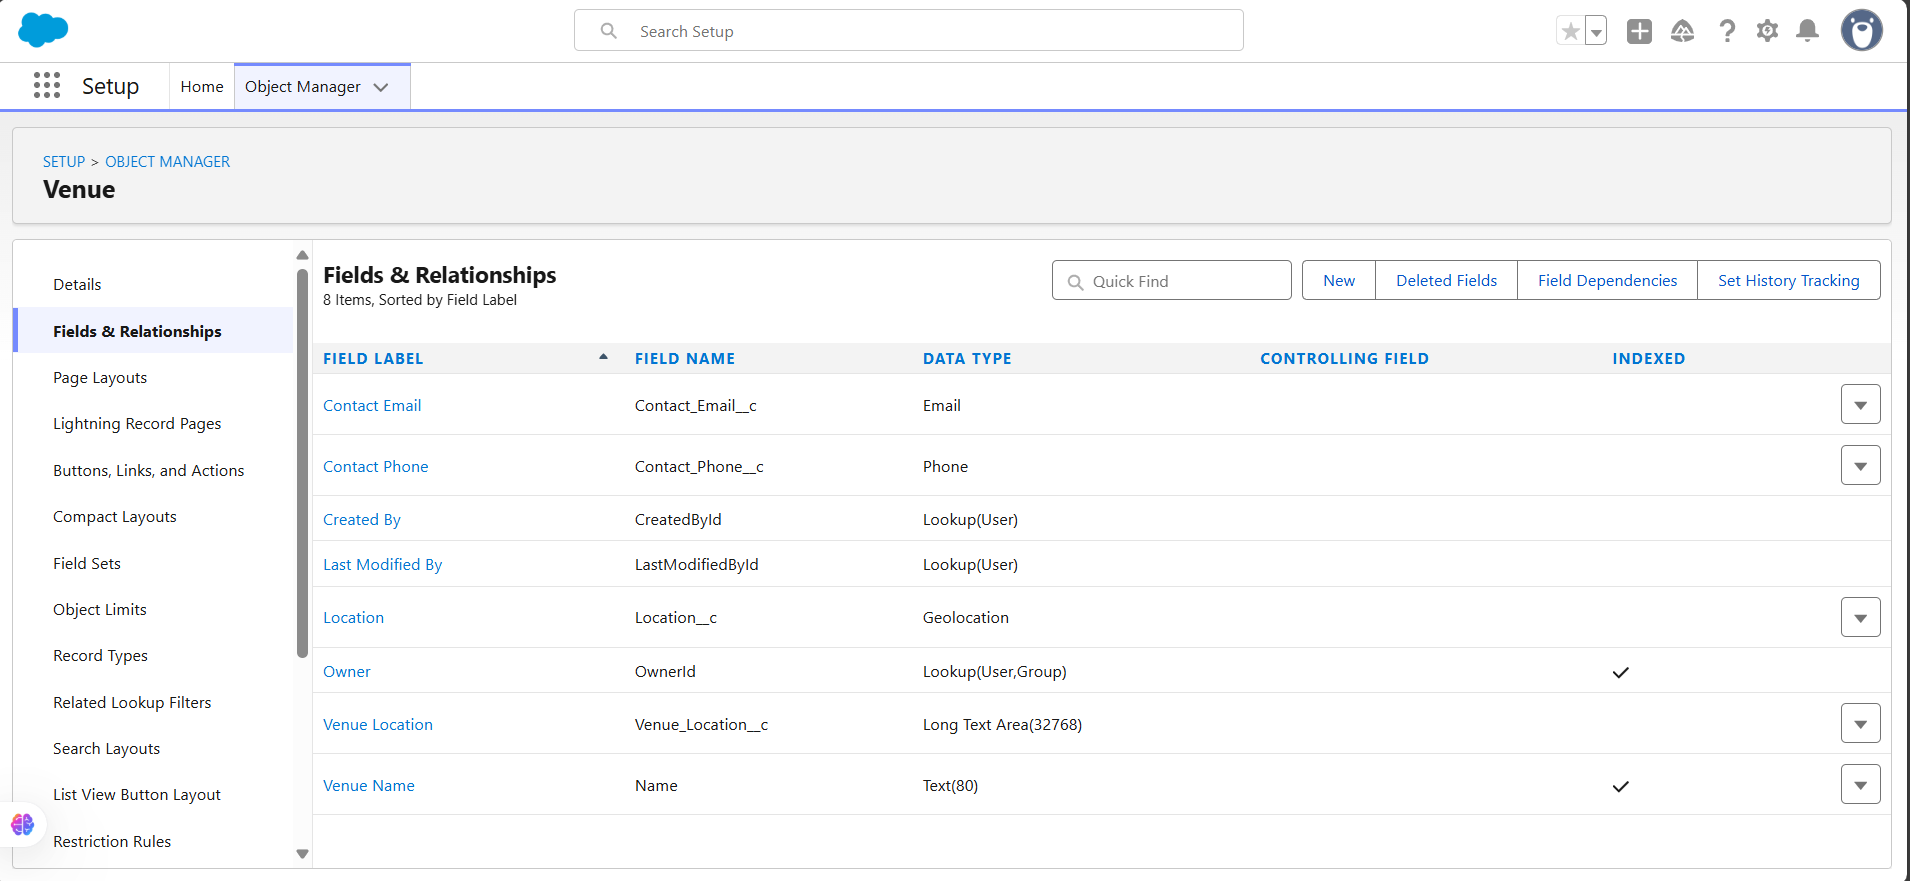 Search Setup
Setup
Home
Object Manager
SETUP > OBJECT MANAGER
Venue
Details
Fields & Relationships
Page Layouts
Lightning Record Pages
Buttons, Links, and Actions
Compact Layouts
Field Sets
Object Limits
Record Types
Related Lookup Filters
Search Layouts
List View Button Layout
Restriction Rules
Fields & Relationships
8 Items, Sorted by Field Label
Quick Find
New
Deleted Fields
Field Dependencies
Set History Tracking
FIELD LABEL FIELD NAME DATA TYPE CONTROLLING FIELD INDEXED
Contact Email Contact_Email__c Email
Contact Phone Contact_Phone__c Phone
Created By CreatedById Lookup(User)
Last Modified By LastModifiedById Lookup(User)
Location Location__c Geolocation
Owner OwnerId Lookup(User,Group)
Venue Location Venue_Location__c Long Text Area(32768)
Venue Name Name Text(80)